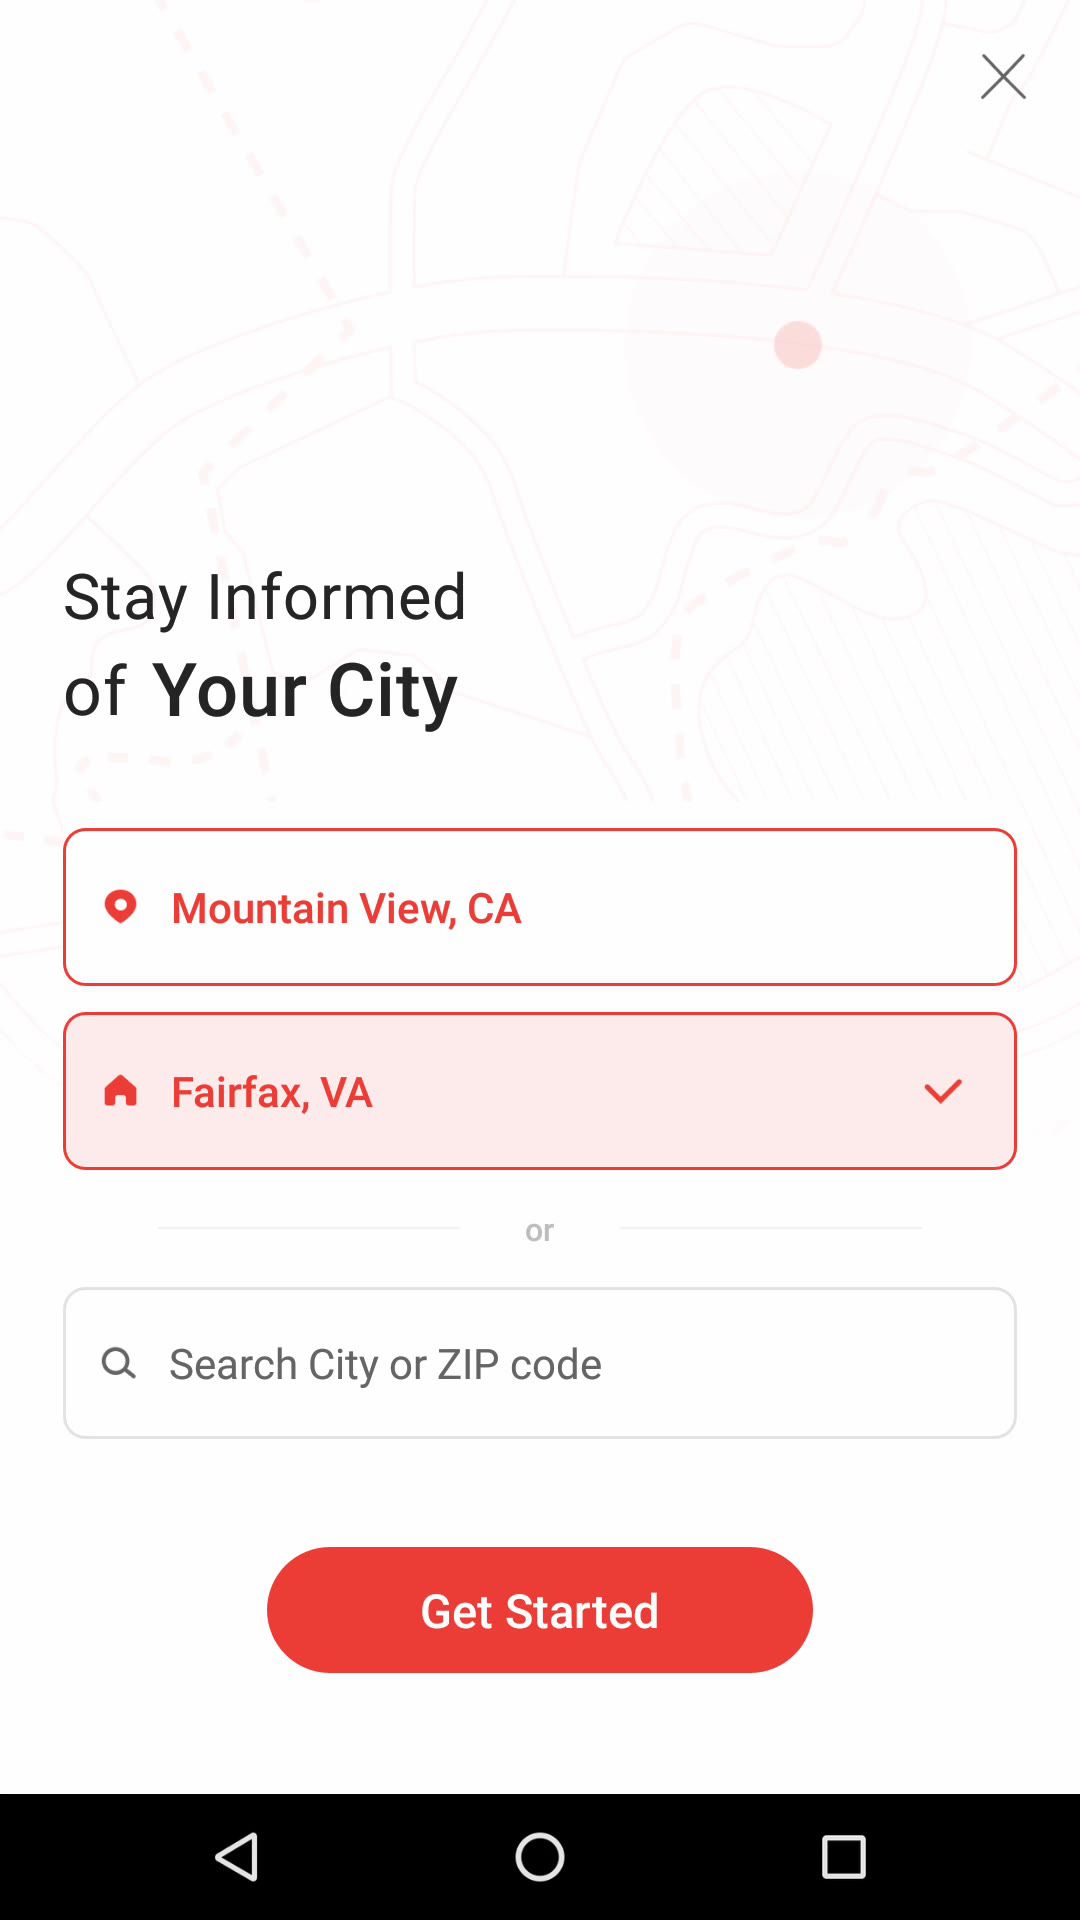 Stay Informed
of Your City
Mountain View, CA
Fairfax, VA
or
Search City or ZIP code
Get Started